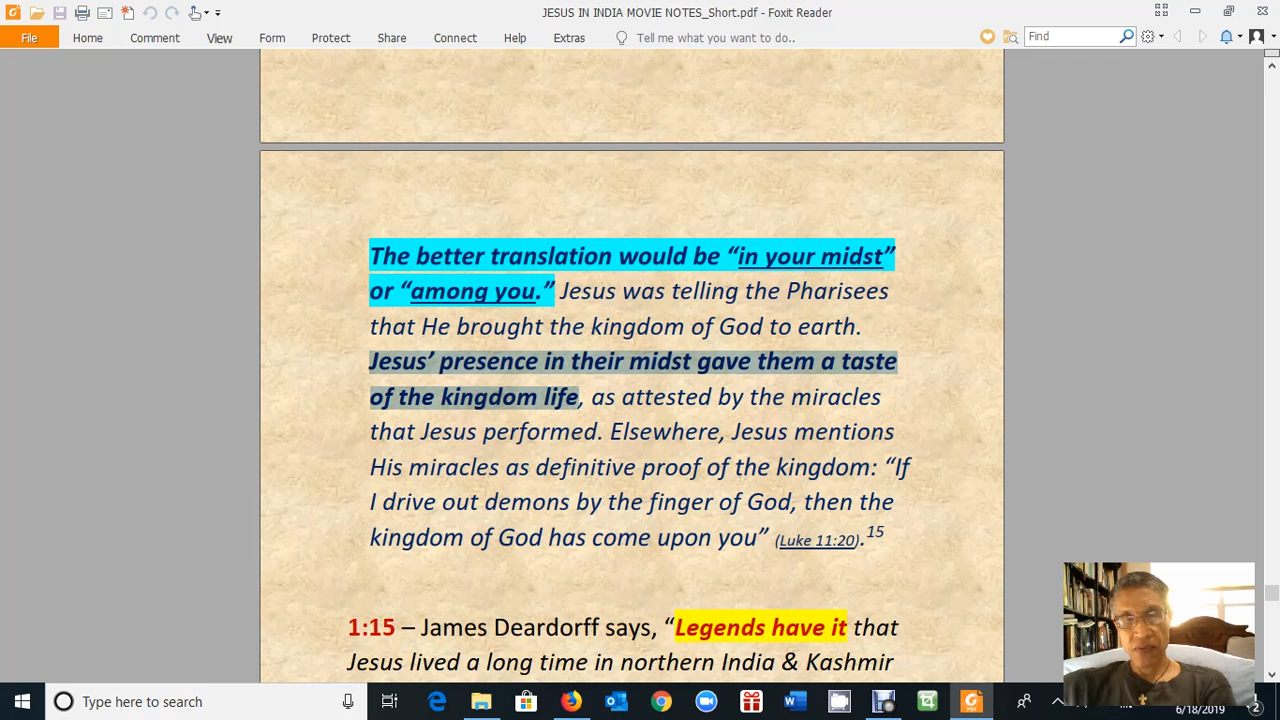 JESUS IN INDIA MOVIE NOTES_Short.pdf - Foxit Reader
File Home Comment View Form Protect Share Connect Help Extras Tell me what you want to do.. Find
The better translation would be “in your midst”
or “among you.” Jesus was telling the Pharisees
that He brought the kingdom of God to earth.
Jesus’ presence in their midst gave them a taste
of the kingdom life, as attested by the miracles
that Jesus performed. Elsewhere, Jesus mentions
His miracles as definitive proof of the kingdom: “If
I drive out demons by the finger of God, then the
kingdom of God has come upon you” (Luke 11:20).15
1:15 – James Deardorff says, “Legends have it that
Jesus lived a long time in northern India & Kashmir
Type here to search
6/18/2019